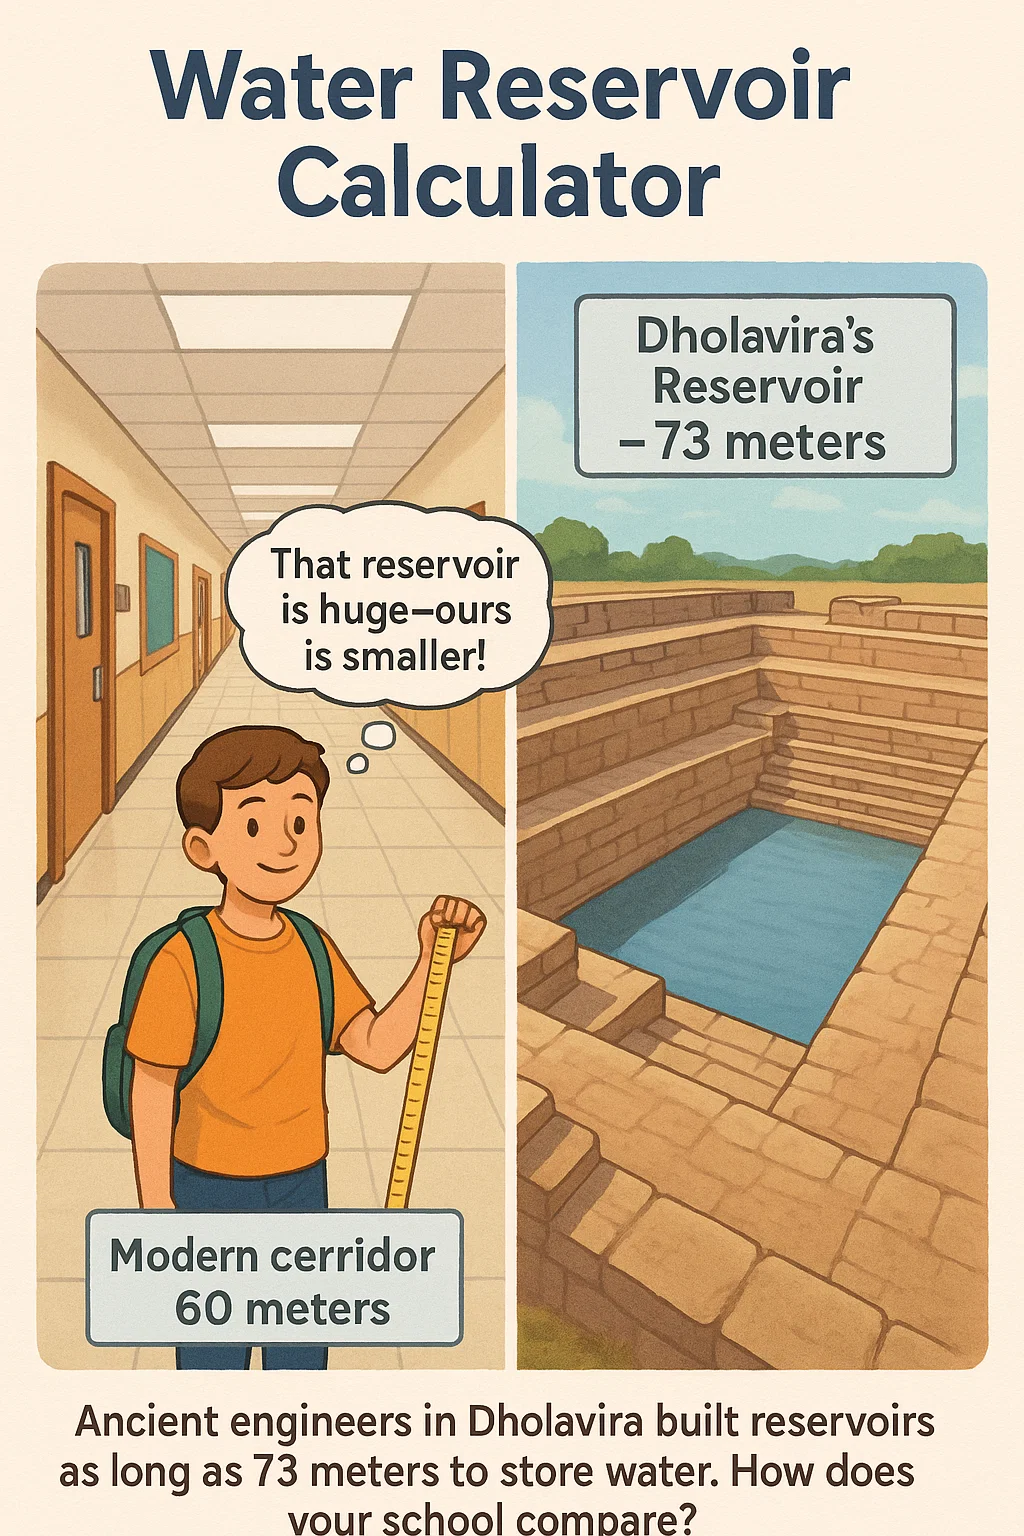 Water Reservoir
Calculator
Dholavira's
Reservoir
– 73 meters
That reservoir
is huge–ours
is smaller!
Modern cerridor
60 meters
Ancient engineers in Dholavira built reservoirs
as long as 73 meters to store water. How does
your school compare?